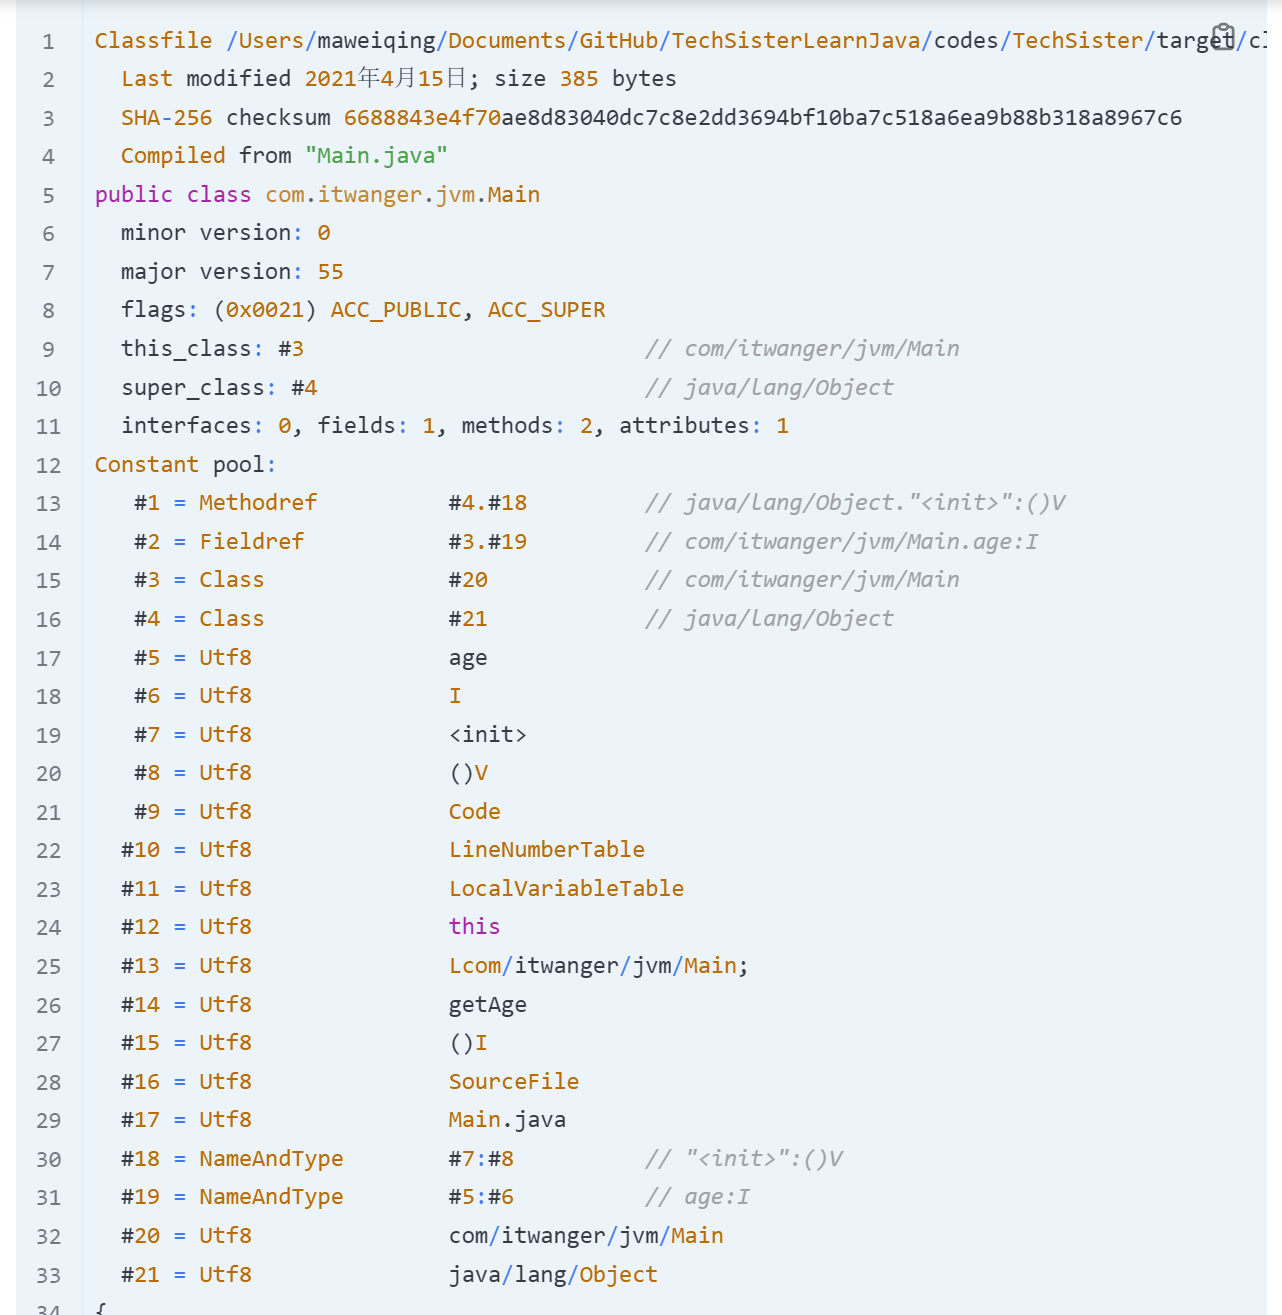 1 Classfile /Users/maweiqing/Documents/GitHub/TechSisterLearnJava/codes/TechSister/target/cl
2 Last modified 2021年4月15日; size 385 bytes
3 SHA-256 checksum 6688843e4f70ae8d83040dc7c8e2dd3694bf10ba7c518a6ea9b88b318a8967c6
4 Compiled from "Main.java"
5 public class com.itwanger.jvm.Main
6 minor version: 0
7 major version: 55
8 flags: (0x0021) ACC_PUBLIC, ACC_SUPER
9 this_class: #3 // com/itwanger/jvm/Main
10 super_class: #4 // java/lang/Object
11 interfaces: 0, fields: 1, methods: 2, attributes: 1
12 Constant pool:
13 #1 = Methodref #4.#18 // java/lang/Object."<init>":()V
14 #2 = Fieldref #3.#19 // com/itwanger/jvm/Main.age:I
15 #3 = Class #20 // com/itwanger/jvm/Main
16 #4 = Class #21 // java/lang/Object
17 #5 = Utf8 age
18 #6 = Utf8 I
19 #7 = Utf8 <init>
20 #8 = Utf8 ()V
21 #9 = Utf8 Code
22 #10 = Utf8 LineNumberTable
23 #11 = Utf8 LocalVariableTable
24 #12 = Utf8 this
25 #13 = Utf8 Lcom/itwanger/jvm/Main;
26 #14 = Utf8 getAge
27 #15 = Utf8 ()I
28 #16 = Utf8 SourceFile
29 #17 = Utf8 Main.java
30 #18 = NameAndType #7:#8 // "<init>":()V
31 #19 = NameAndType #5:#6 // age:I
32 #20 = Utf8 com/itwanger/jvm/Main
33 #21 = Utf8 java/lang/Object
34 {